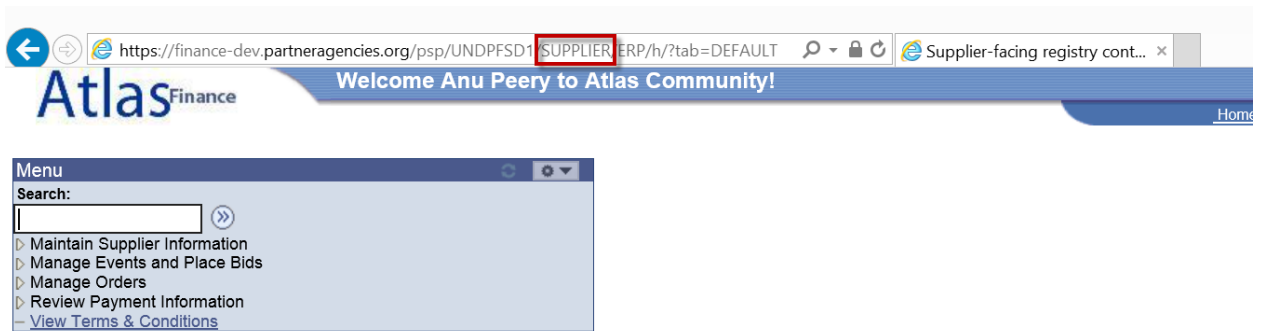 https://finance-dev.partneragencies.org/psp/UNDPFSD1/SUPPLIER/ERP/h/?tab=DEFAULT
Supplier-facing registry cont...
Atlas Finance
Welcome Anu Peery to Atlas Community!
Home
Menu
Search:
Maintain Supplier Information
Manage Events and Place Bids
Manage Orders
Review Payment Information
View Terms & Conditions